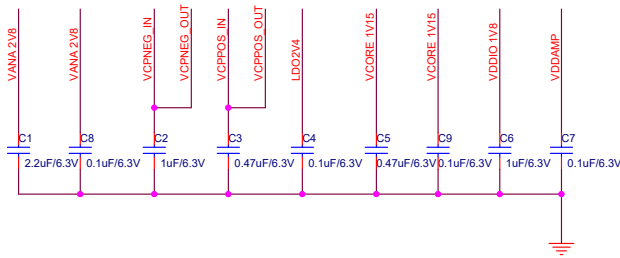 VANA 2V8
VANA 2V8
VCPNEG_IN
VCPNEG_OUT
VCPPOS_IN
VCPPOS_OUT
LDO2V4
VCORE 1V15
VCORE 1V15
VDDIO 1V8
VDDAMP
C1
C8
C2
C3
C4
C5
C9
C6
C7
2.2uF/6.3V
0.1uF/6.3V
1uF/6.3V
0.47uF/6.3V
0.1uF/6.3V
0.47uF/6.3V
0.1uF/6.3V
1uF/6.3V
0.1uF/6.3V